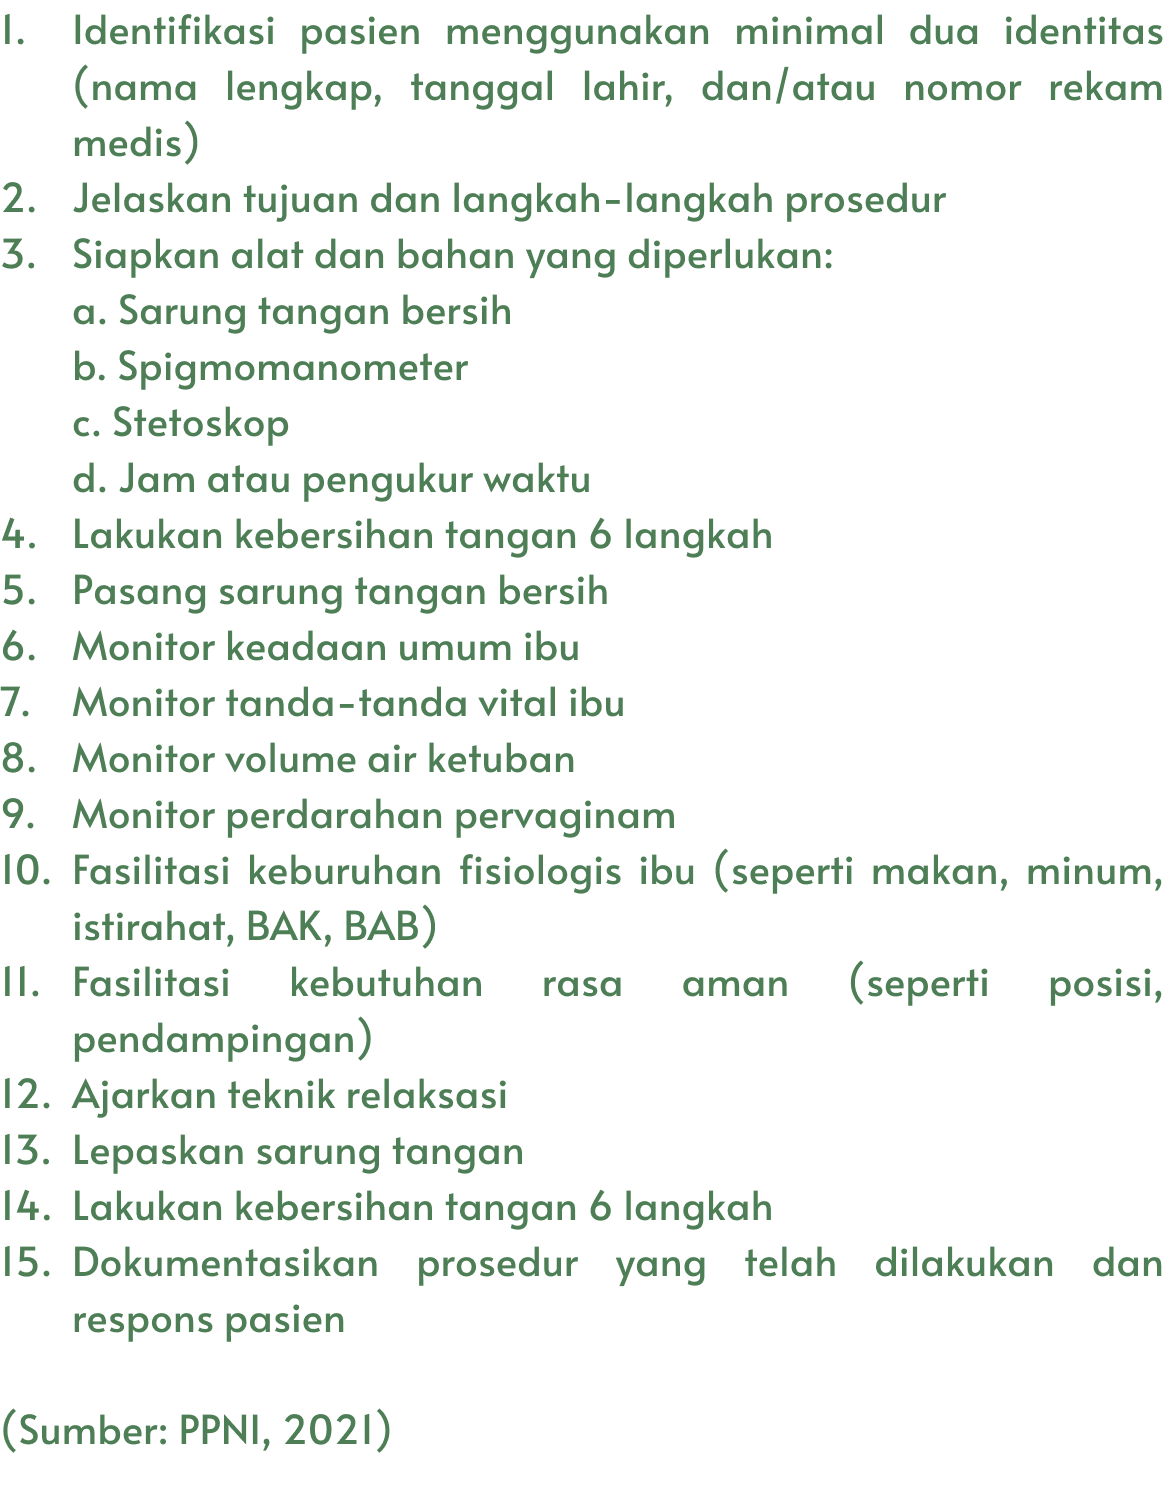 1. Identifikasi pasien menggunakan minimal dua identitas
(nama lengkap, tanggal lahir, dan/atau nomor rekam
medis)
2. Jelaskan tujuan dan langkah-langkah prosedur
3. Siapkan alat dan bahan yang diperlukan:
a. Sarung tangan bersih
b. Spigmomanometer
c. Stetoskop
d. Jam atau pengukur waktu
4. Lakukan kebersihan tangan 6 langkah
5. Pasang sarung tangan bersih
6. Monitor keadaan umum ibu
7. Monitor tanda-tanda vital ibu
8. Monitor volume air ketuban
9. Monitor perdarahan pervaginam
10. Fasilitasi keburuhan fisiologis ibu (seperti makan, minum,
istirahat, BAK, BAB)
11. Fasilitasi kebutuhan rasa aman (seperti posisi,
pendampingan)
12. Ajarkan teknik relaksasi
13. Lepaskan sarung tangan
14. Lakukan kebersihan tangan 6 langkah
15. Dokumentasikan prosedur yang telah dilakukan dan
respons pasien
(Sumber: PPNI, 2021)